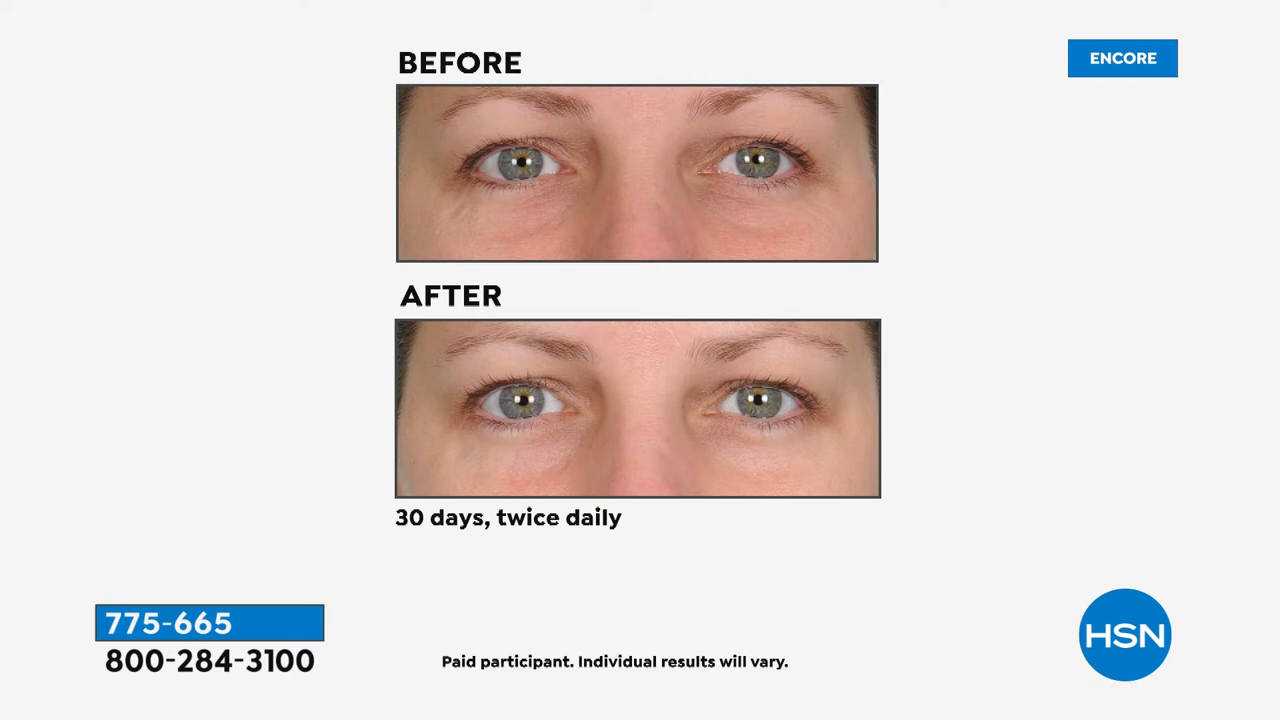 BEFORE
ENCORE
AFTER
30 days, twice daily
775-665
800-284-3100
Paid participant. Individual results will vary.
HSN